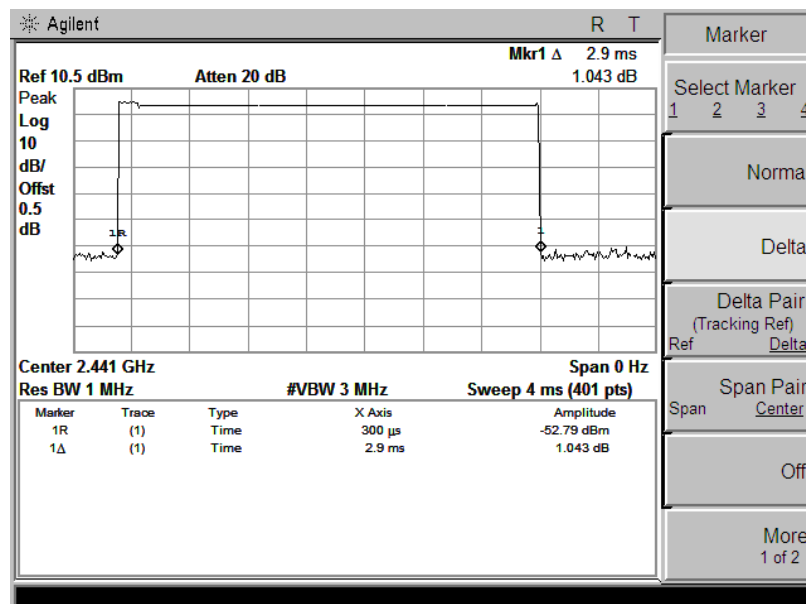 Agilent
R T
Mkr1 Δ 2.9 ms
Ref 10.5 dBm Atten 20 dB 1.043 dB
Peak
Log
10
dB/
Offst
0.5
dB
1R
1
Center 2.441 GHz Span 0 Hz
Res BW 1 MHz #VBW 3 MHz Sweep 4 ms (401 pts)
Marker Trace Type X Axis Amplitude
1R (1) Time 300 µs -52.79 dBm
1Δ (1) Time 2.9 ms 1.043 dB
Marker
Select Marker
1 2 3 4
Norma
Delta
Delta Pair
(Tracking Ref)
Ref Delta
Span Pair
Span Center
Off
More
1 of 2